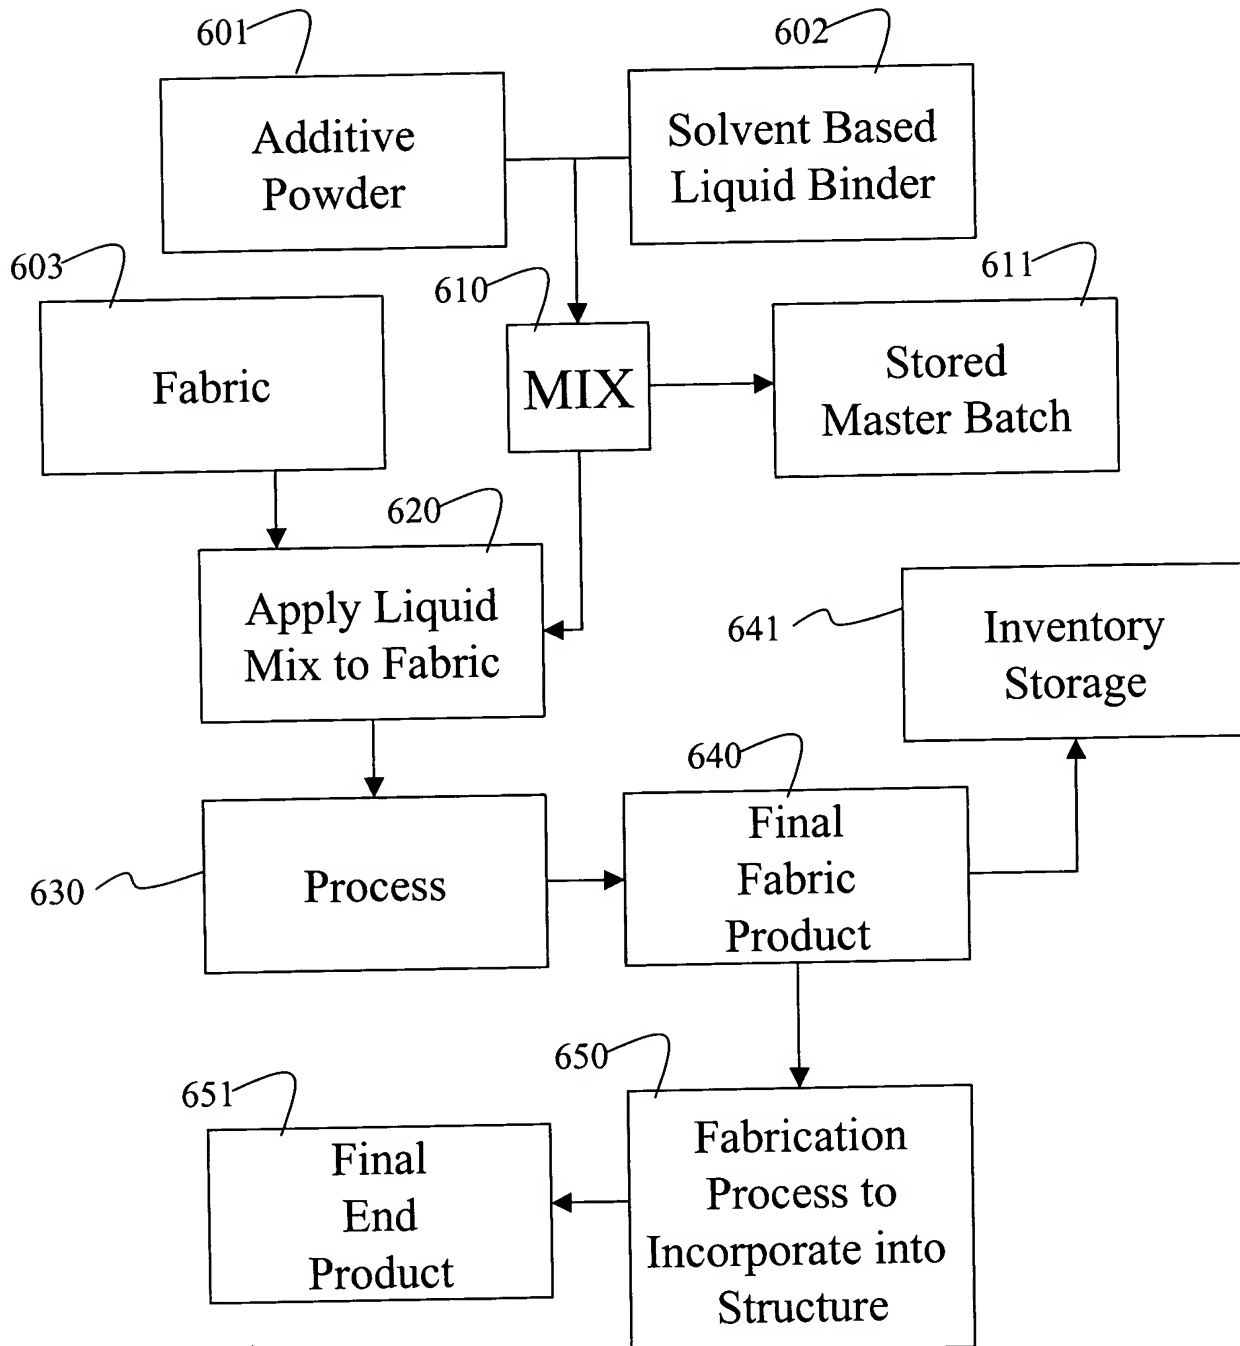 601
602
Additive
Powder
Solvent Based
Liquid Binder
603
610
611
Fabric
MIX
Stored
Master Batch
620
Apply Liquid
Mix to Fabric
641
Inventory
Storage
640
630
Process
Final
Fabric
Product
650
651
Final
End
Product
Fabrication
Process to
Incorporate into
Structure